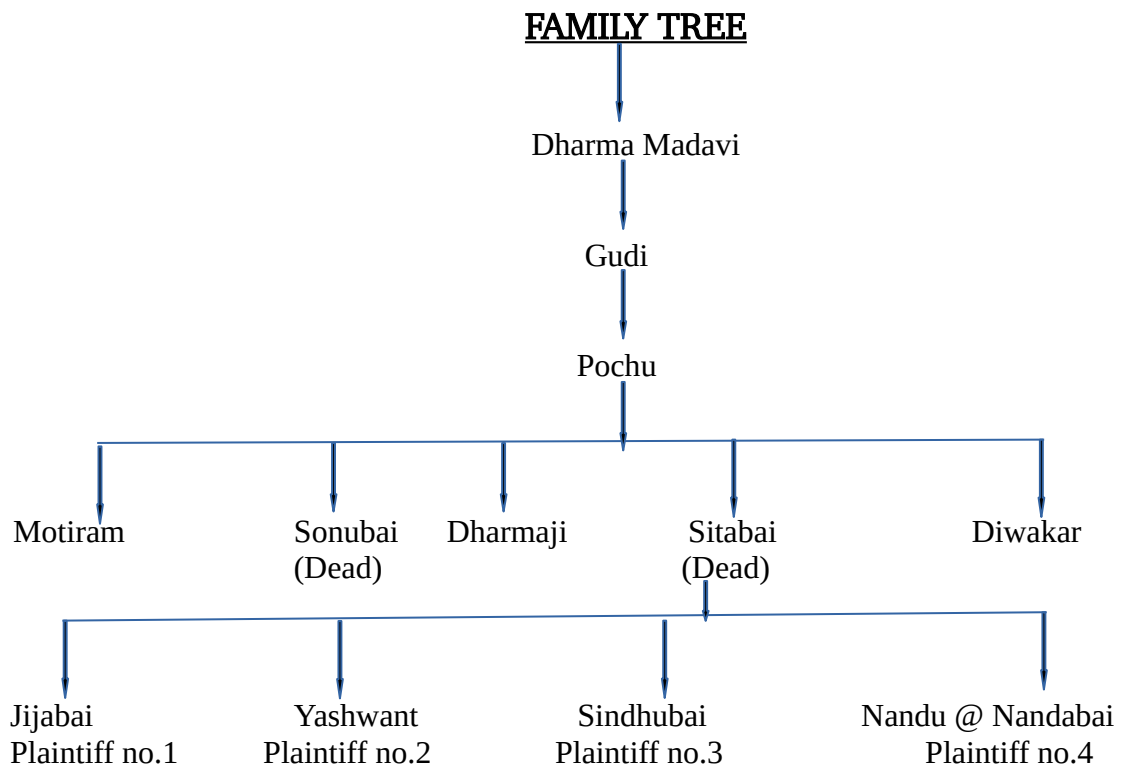 FAMILY TREE
Dharma Madavi
Gudi
Pochu
Motiram Sonubai Dharmaji Sitabai Diwakar
(Dead) (Dead)
Jijabai Yashwant Sindhubai Nandu @ Nandabai
Plaintiff no.1 Plaintiff no.2 Plaintiff no.3 Plaintiff no.4